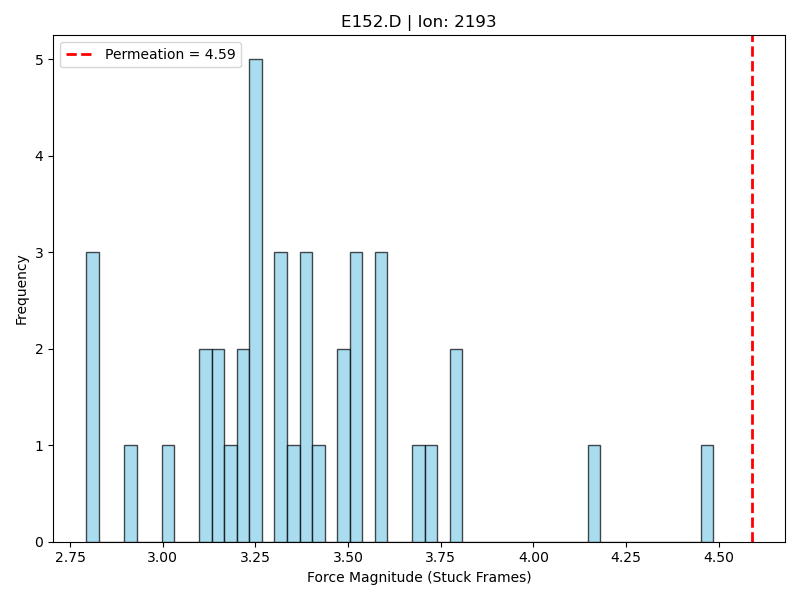 E152.D | Ion: 2193
Permeation = 4.59
Frequency
5
4
3
2
1
0
2.75 3.00 3.25 3.50 3.75 4.00 4.25 4.50
Force Magnitude (Stuck Frames)